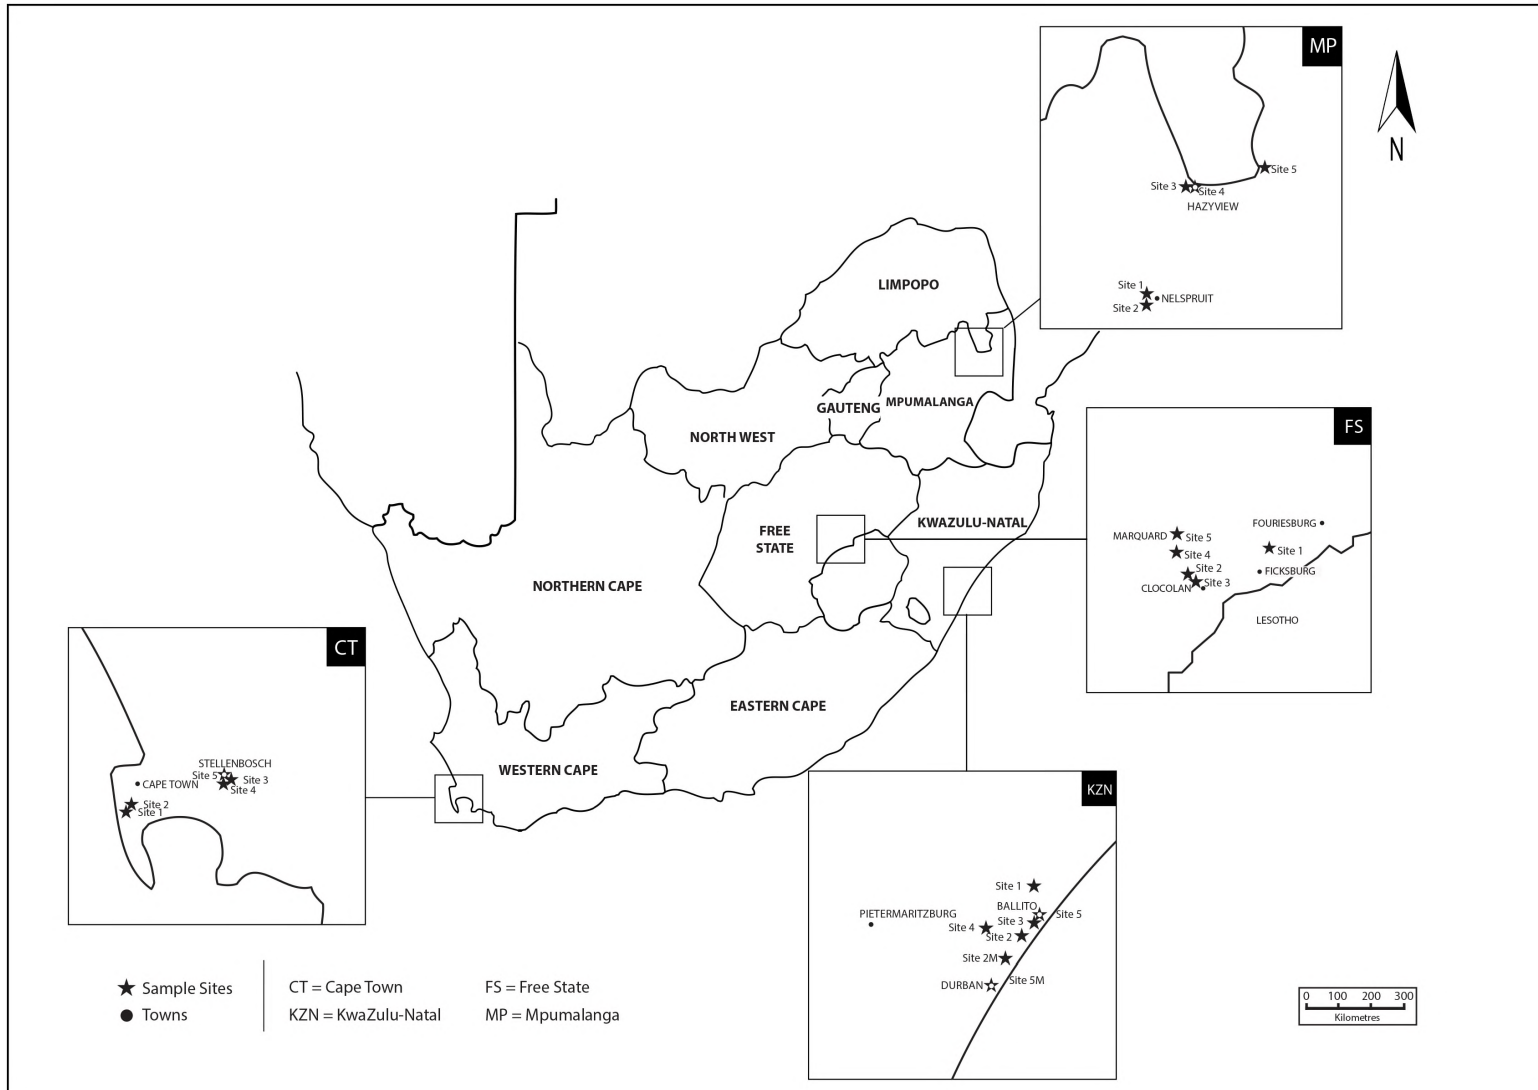 MP
N
Site 5
Site 3
Site 4
HAZYVIEW
Site 1
NELSPRUIT
Site 2
LIMPOPO
GAUTENG
MPUMALANGA
NORTH WEST
FREE
STATE
KWAZULU-NATAL
NORTHERN CAPE
EASTERN CAPE
WESTERN CAPE
FS
FOURIESBURG
MARQUARD
Site 5
Site 1
Site 4
Site 2
FICKSBURG
Site 3
CLOCOLAN
LESOTHO
CT
STELLENBOSCH
Site 5
Site 3
CAPE TOWN
Site 4
Site 2
Site 1
KZN
Site 1
BALLITO
PIETERMARITZBURG
Site 5
Site 3
Site 4
Site 2
Site 2M
Site 5M
DURBAN
Sample Sites
Towns
CT = Cape Town
FS = Free State
KZN = KwaZulu-Natal
MP = Mpumalanga
0 100 200 300
Kilometres